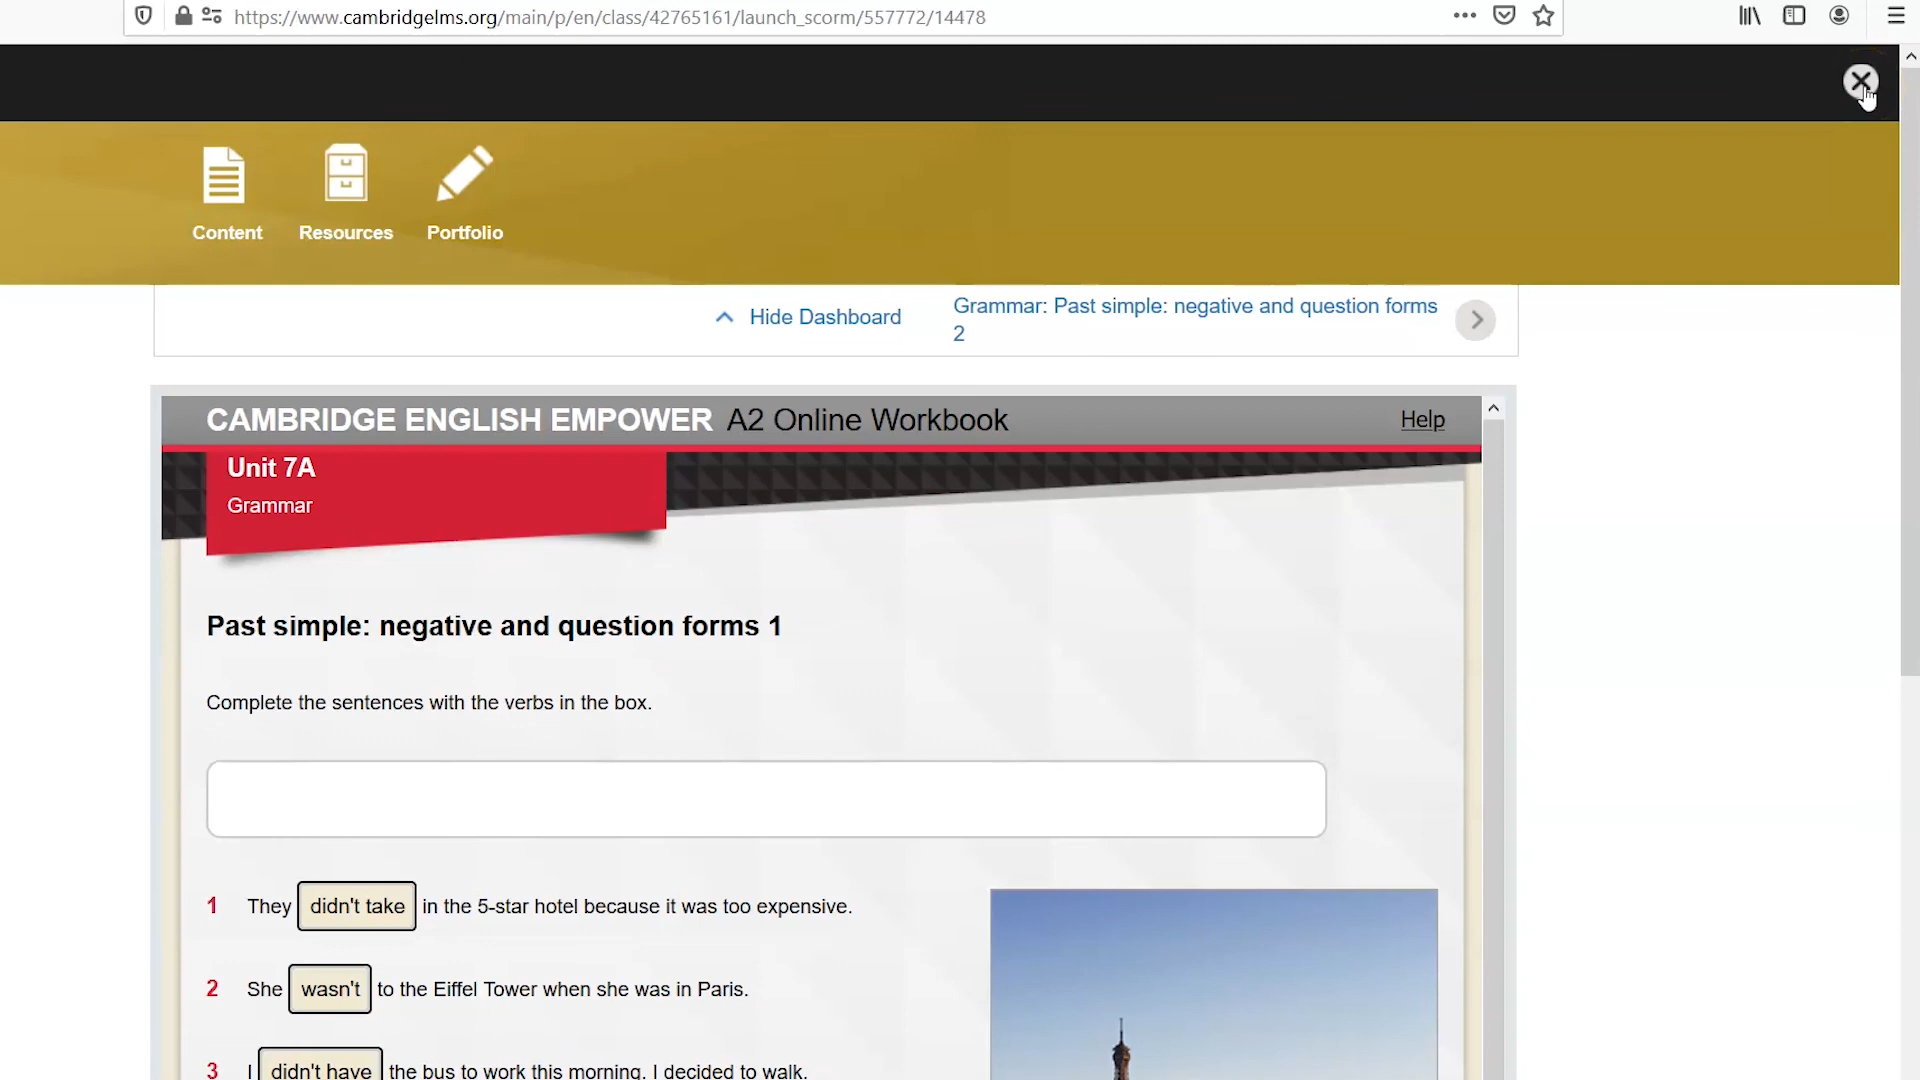 https://www.cambridgelms.org/main/p/en/class/42765161/launch_scorm/557772/14478
Content
Resources
Portfolio
Hide Dashboard
Grammar: Past simple: negative and question forms
2
CAMBRIDGE ENGLISH EMPOWER A2 Online Workbook
Help
Unit 7A
Grammar
Past simple: negative and question forms 1
Complete the sentences with the verbs in the box.
1 They didn't take in the 5-star hotel because it was too expensive.
2 She wasn't to the Eiffel Tower when she was in Paris.
3 I didn't have the bus to work this morning. I decided to walk.